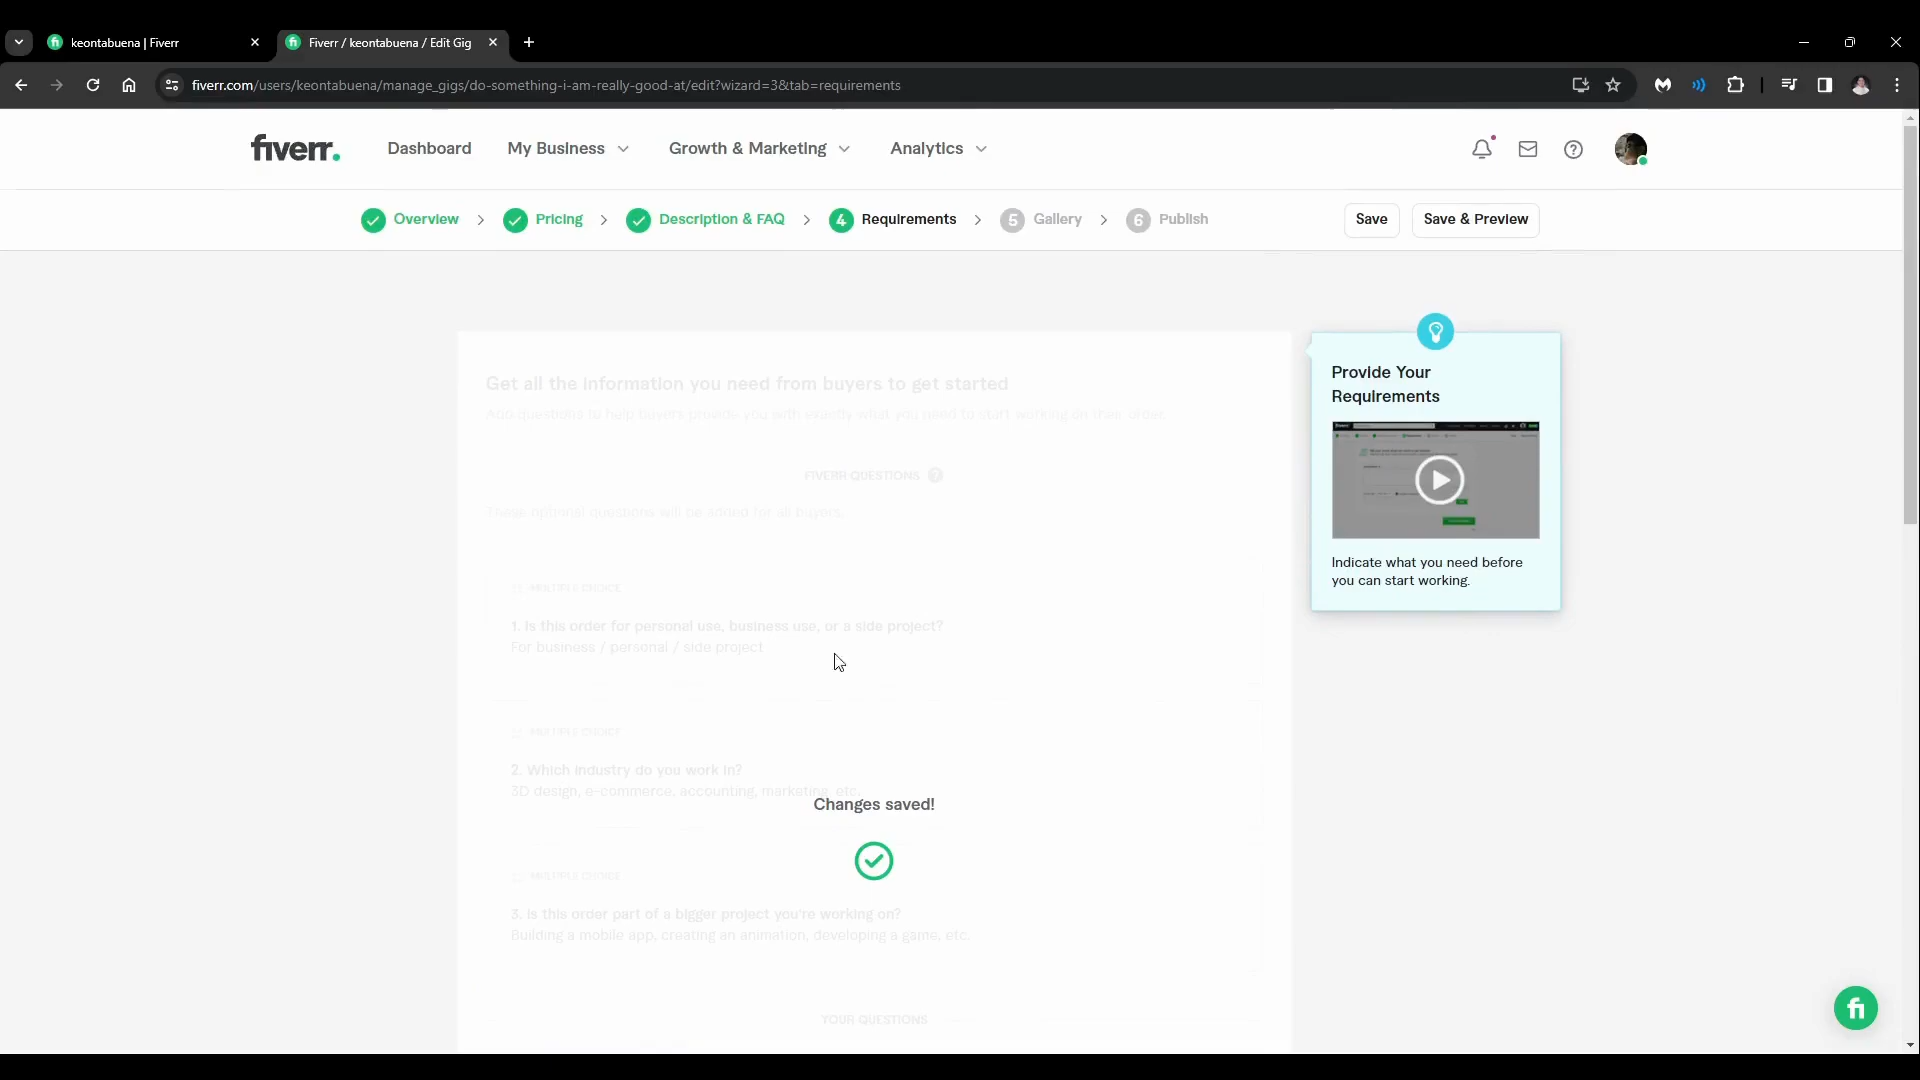 keontabuena | Fiverr
Fiverr / keontabuena / Edit Gig
fiverr.com/users/keontabuena/manage_gigs/do-something-i-am-really-good-at/edit?wizard=3&tab=requirements
fiverr.
Dashboard
My Business
Growth & Marketing
Analytics
Overview
Pricing
Description & FAQ
4 Requirements
5 Gallery
6 Publish
Save
Save & Preview
Get all the information you need from buyers to get started
Add questions to help buyers provide you with exactly what you need to start working on their order.
FIVERR QUESTIONS ?
These optional questions will be added for all buyers.
MULTIPLE CHOICE
1. Is this order for personal use, business use, or a side project?
For business / personal / side project
MULTIPLE CHOICE
2. Which industry do you work in?
3D design, e-commerce, accounting, marketing, etc.
Changes saved!
MULTIPLE CHOICE
3. Is this order part of a bigger project you're working on?
Building a mobile app, creating an animation, developing a game, etc.
YOUR QUESTIONS
Provide Your
Requirements
Indicate what you need before
you can start working.
fi